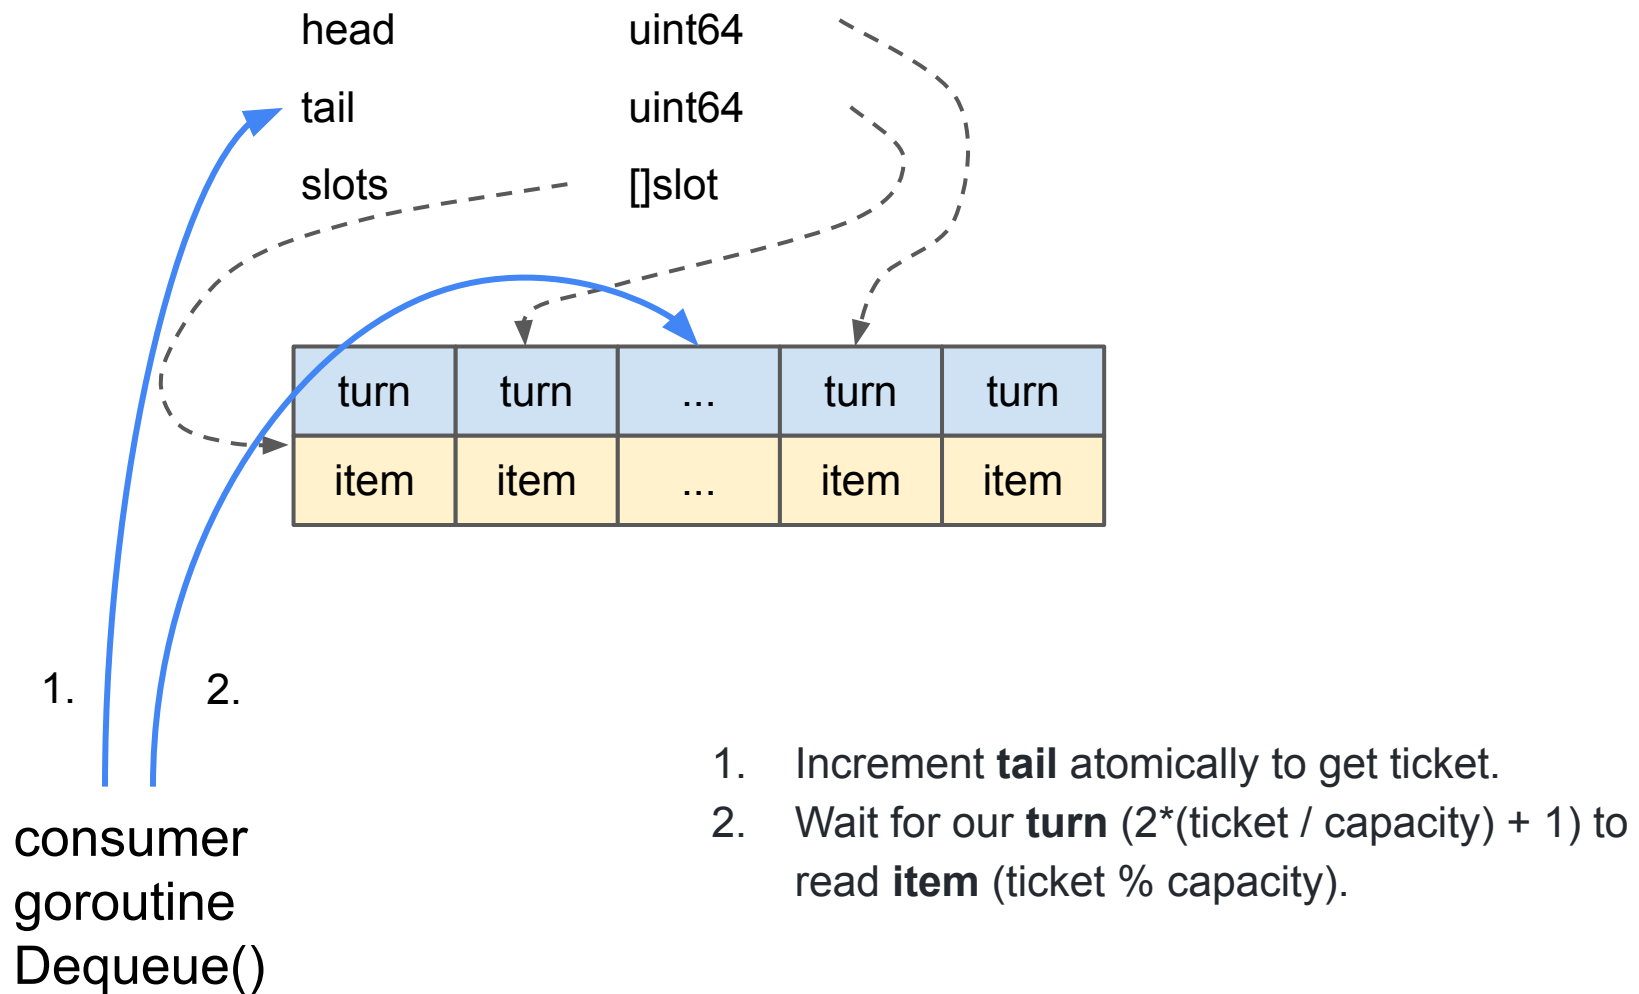 head uint64
tail uint64
slots []slot
turn turn ... turn turn
item item ... item item
1. 2.
consumer
goroutine
Dequeue()
1. Increment tail atomically to get ticket.
2. Wait for our turn (2*(ticket / capacity) + 1) to
read item (ticket % capacity).